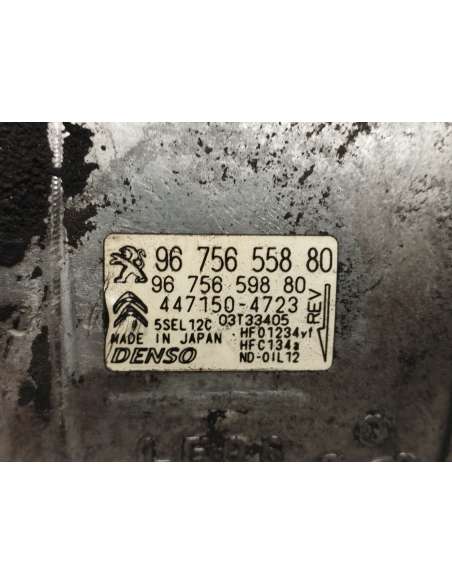 96 756 558 80
96 756 598 80
447150-4723
5SEL12C 03T33405
MADE IN JAPAN HFO1234yf
DENSO HFC134a
ND-OIL12
REV